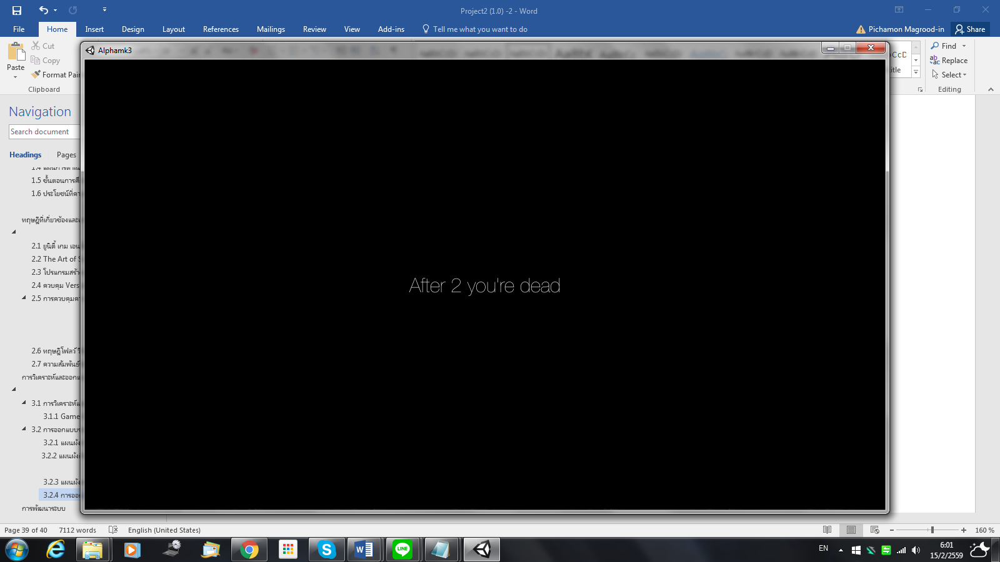 Project2 (1.0) -2 - Word
File Home Insert Design Layout References Mailings Review View Add-ins Tell me what you want to do Pichamon Magrood-in Share
Paste
Cut
Copy
Format Pain
Clipboard
Find
Replace
Select
Editing
CcD
itle
Alphamk3
Navigation
Search document
Headings Pages
1.5 ขั้นตอนการศึ
1.6 ประโยชน์ที่คา
ทฤษฎีที่เกี่ยวข้องและ
2.1 ยูนิตี้ เกม เอน
2.2 The Art of S
2.3 โปรแกรมสร้า
2.4 ควบคุม Vers
2.5 การควบคุมคว
2.6 ทฤษฎีโฟลว์
2.7 ความสัมพันธ์
การวิเคราะห์และออกแ
3.1 การวิเคราะห์แ
3.1.1 Game
3.2 การออกแบบร
3.2.1 แผนผัง
3.2.2 แผนผัง
3.2.3 แผนผัง
3.2.4 การออก
การพัฒนาระบบ
After 2 you're dead
Page 39 of 40 7112 words English (United States) 160 %
EN
6:01
15/2/2559
LINE